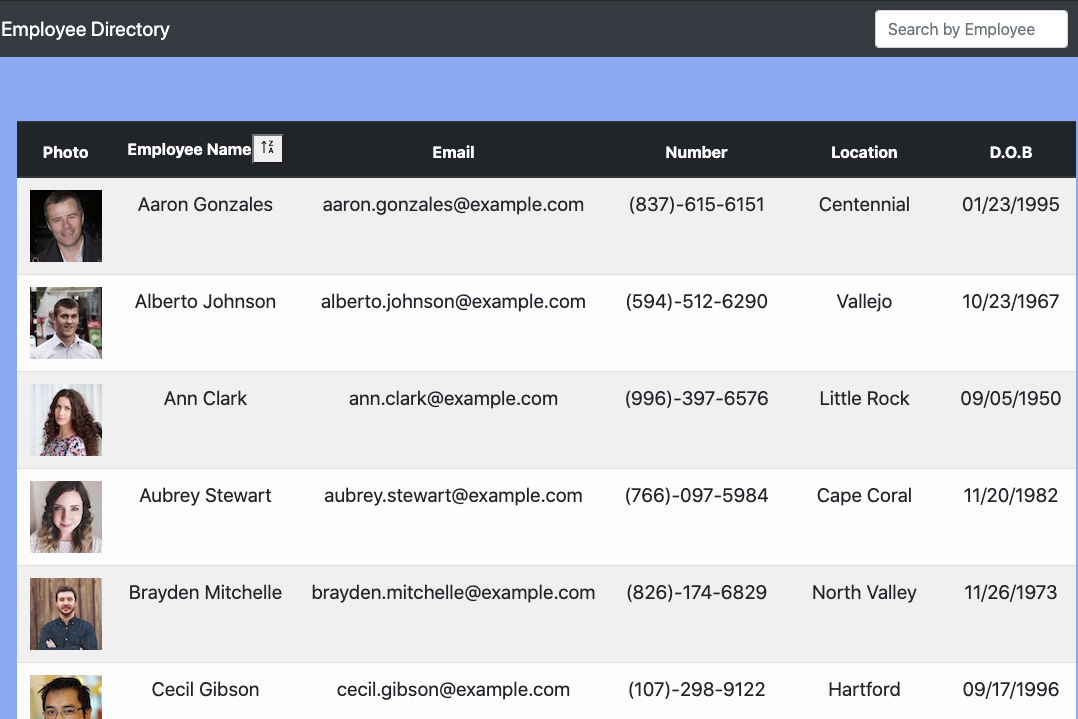 Employee Directory Search by Employee
Photo Employee Name Email Number Location D.O.B
Aaron Gonzales aaron.gonzales@example.com (837)-615-6151 Centennial 01/23/1995
Alberto Johnson alberto.johnson@example.com (594)-512-6290 Vallejo 10/23/1967
Ann Clark ann.clark@example.com (996)-397-6576 Little Rock 09/05/1950
Aubrey Stewart aubrey.stewart@example.com (766)-097-5984 Cape Coral 11/20/1982
Brayden Mitchelle brayden.mitchelle@example.com (826)-174-6829 North Valley 11/26/1973
Cecil Gibson cecil.gibson@example.com (107)-298-9122 Hartford 09/17/1996